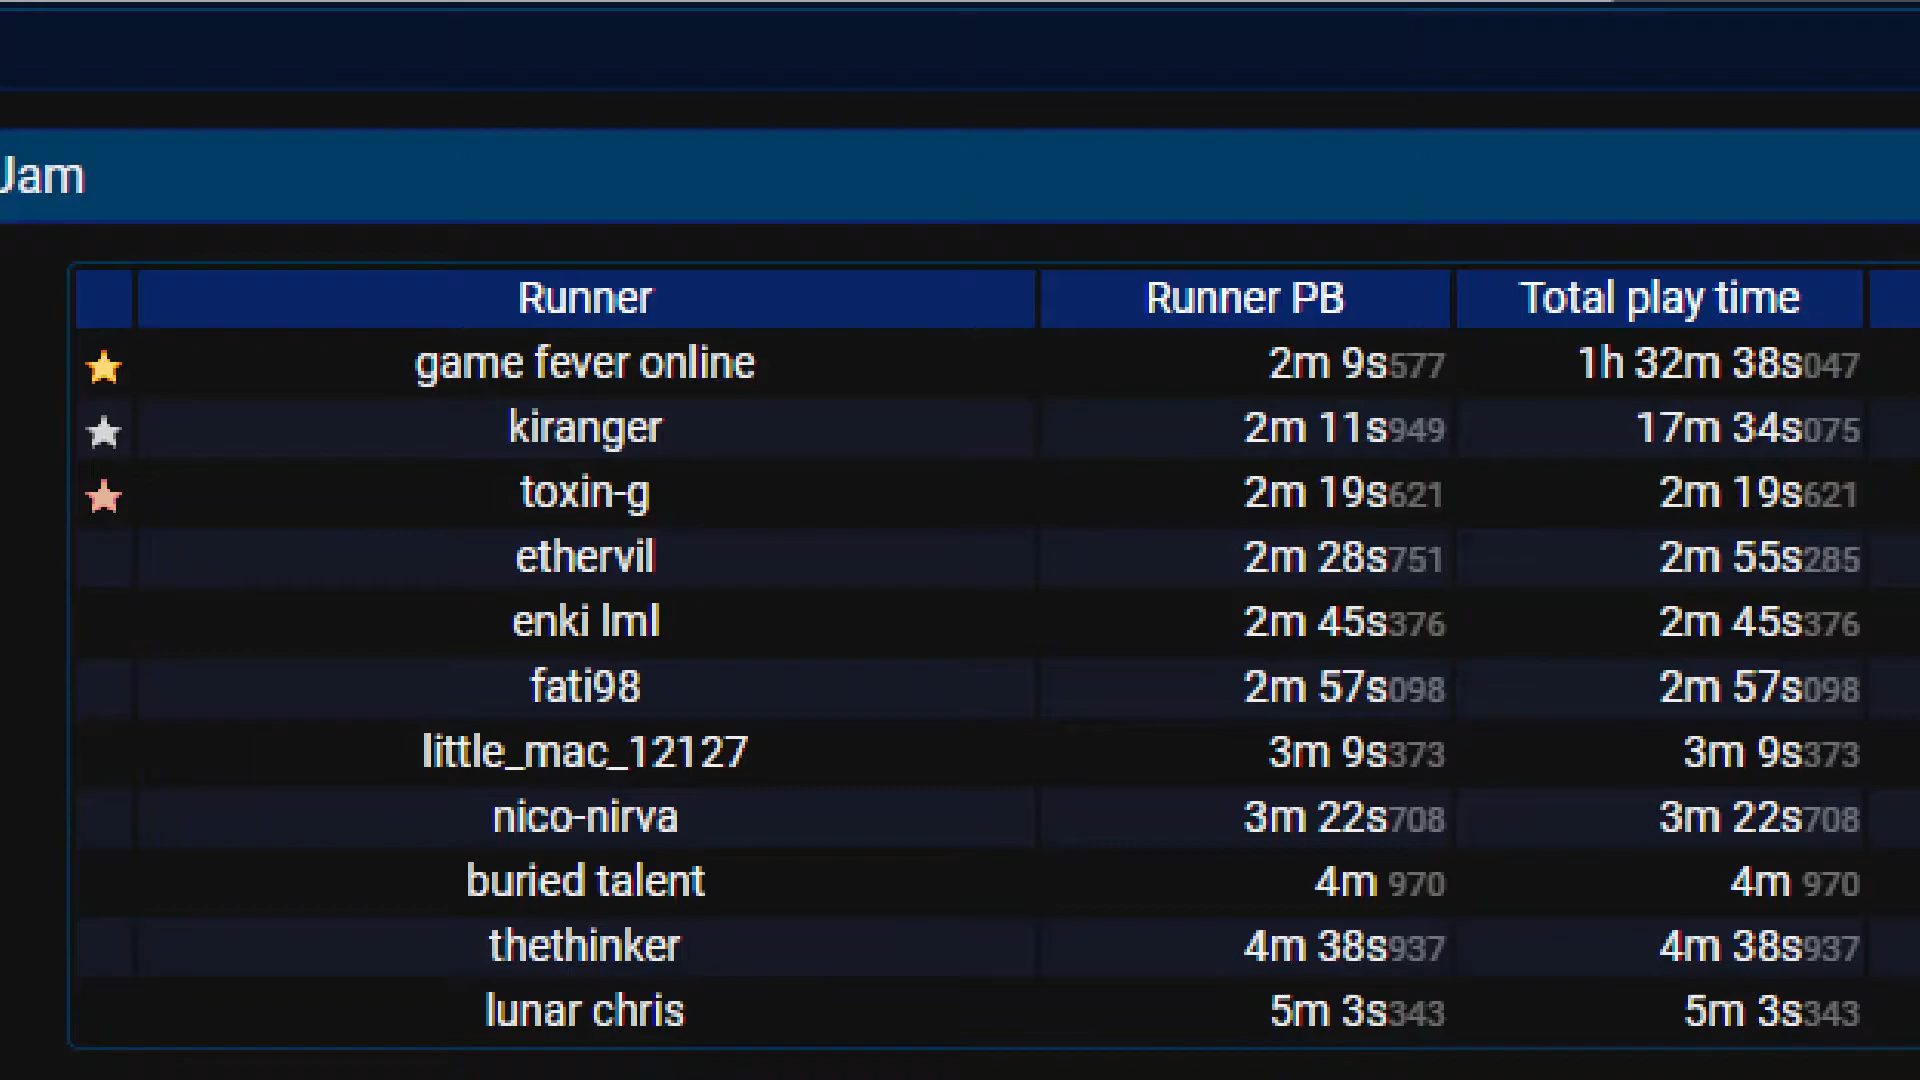 Jam
Runner Runner PB Total play time
game fever online 2m 9s577 1h 32m 38s047
kiranger 2m 11s949 17m 34s075
toxin-g 2m 19s621 2m 19s621
ethervil 2m 28s751 2m 55s285
enki lml 2m 45s376 2m 45s376
fati98 2m 57s098 2m 57s098
little_mac_12127 3m 9s373 3m 9s373
nico-nirva 3m 22s708 3m 22s708
buried talent 4m 970 4m 970
thethinker 4m 38s937 4m 38s937
lunar chris 5m 3s343 5m 3s343